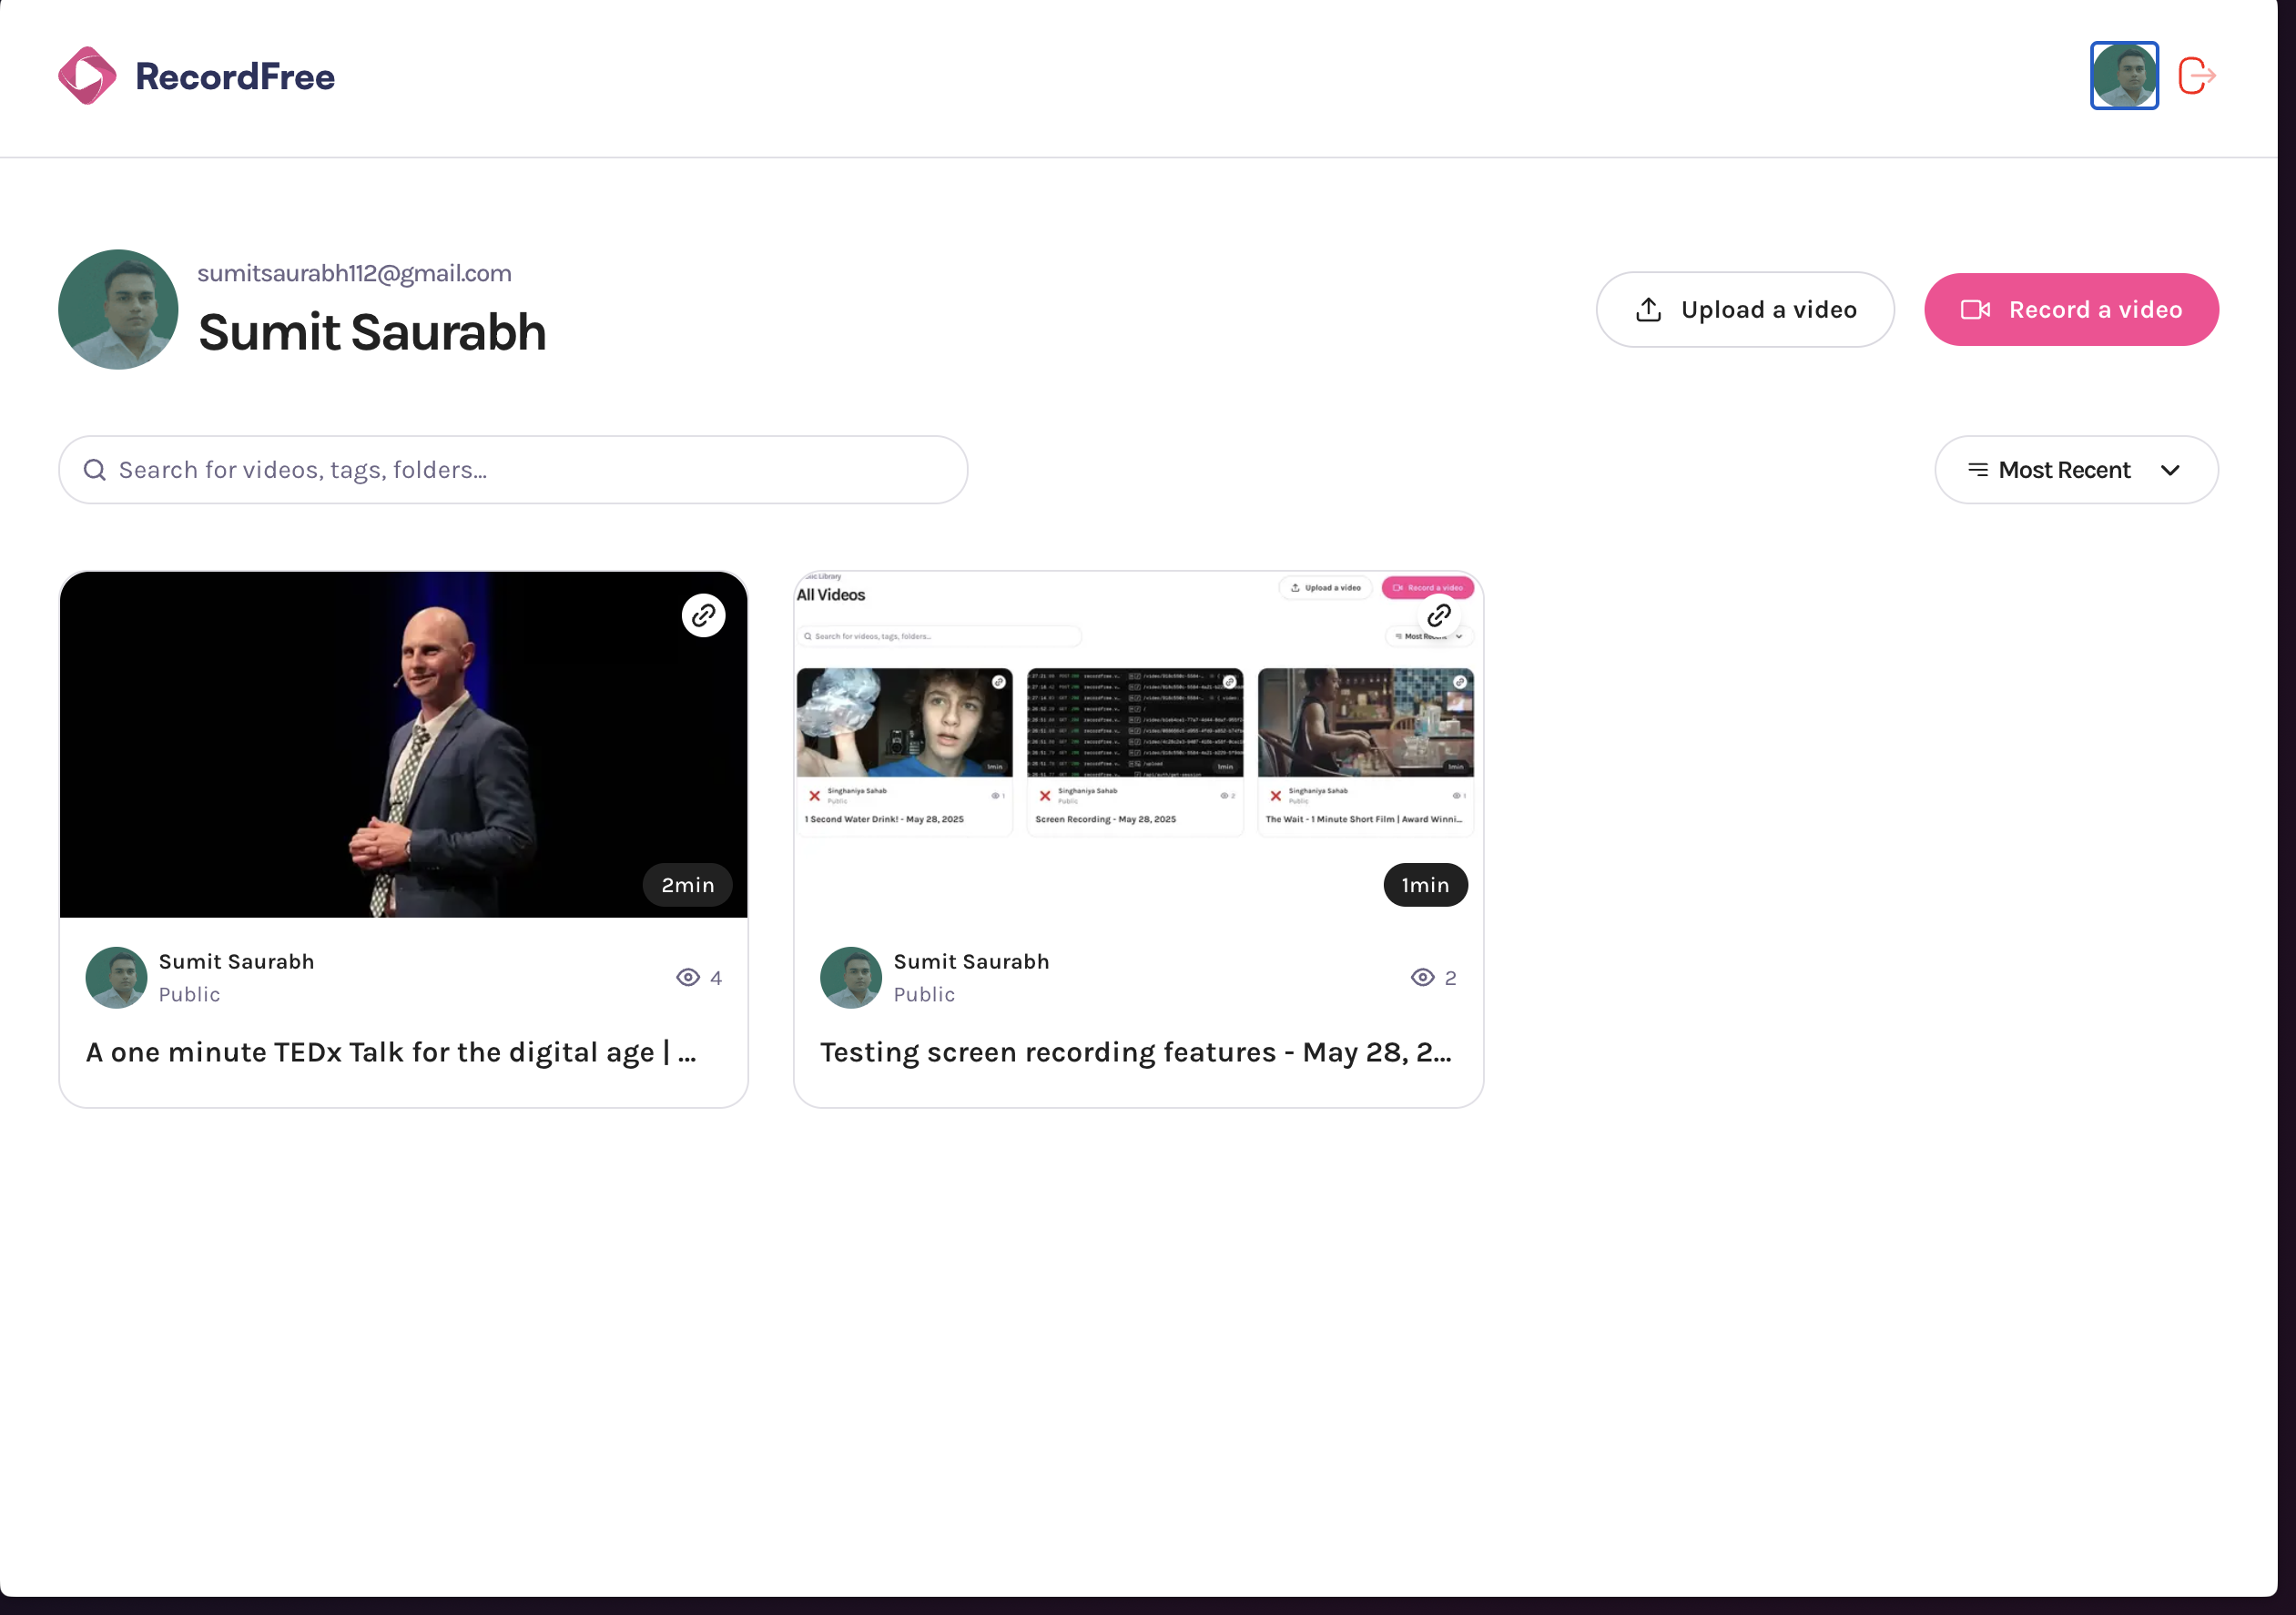 RecordFree
sumitsaurabh112@gmail.com
Sumit Saurabh
Upload a video
Record a video
Search for videos, tags, folders...
Most Recent
2min
Sumit Saurabh
Public
4
A one minute TEDx Talk for the digital age | ...
All Videos
Upload a video
Record a video
Search for videos, tags, folders...
Most
1min
1min
1min
Singhaniya Sahab
Public
1
1 Second Water Drink! - May 28, 2025
Singhaniya Sahab
Public
2
Screen Recording - May 28, 2025
Singhaniya Sahab
Public
1
The Wait - 1 Minute Short Film | Award Winni...
1min
Sumit Saurabh
Public
2
Testing screen recording features - May 28, 2...